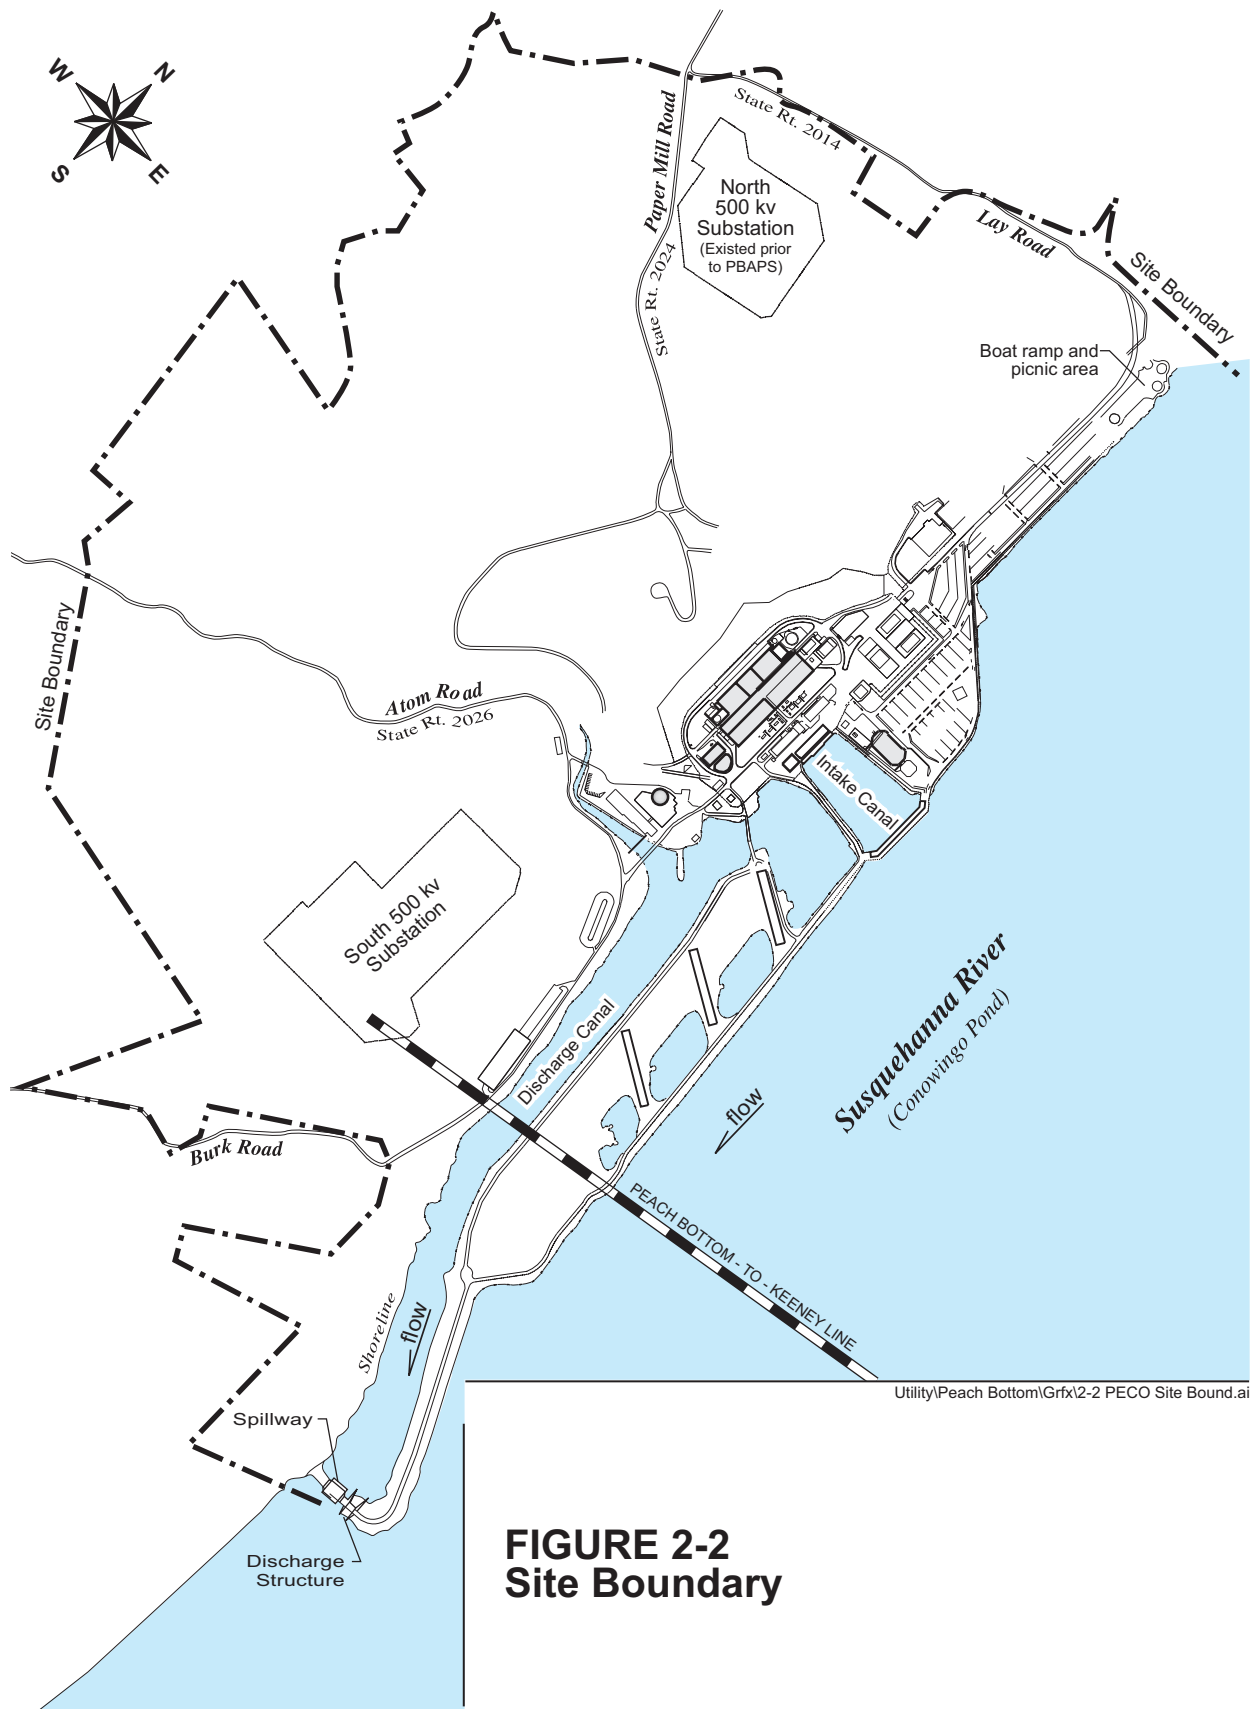 W
N
S
E
Paper Mill Road
State Rt. 2024
State Rt. 2014
North
500 kv
Substation
(Existed prior
to PBAPS)
Lay Road
Site Boundary
Boat ramp and
picnic area
Site Boundary
Atom Road
State Rt. 2026
Intake Canal
South 500 kv
Substation
Discharge Canal
Susquehanna River
(Conowingo Pond)
flow
Burk Road
PEACH BOTTOM - TO - KEENEY LINE
Shoreline
flow
Utility\Peach Bottom\Grfx\2-2 PECO Site Bound.ai
Spillway
Discharge
Structure
FIGURE 2-2
Site Boundary